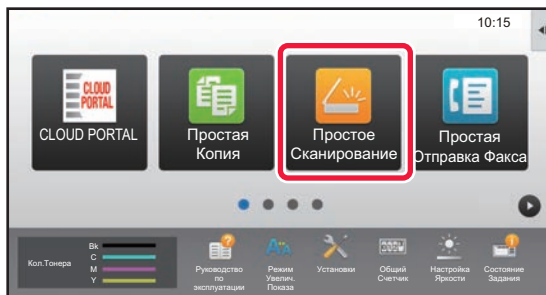 10:15
CLOUD
PORTAL
CLOUD PORTAL
Простая
Копия
Простое
Сканирование
Простая
Отправка Факса
Кол.Тонера
Bk
C
M
Y
Руководство
по
эксплуатации
Режим
Увелич.
Показа
Установки
Общий
Счетчик
Настройка
Яркости
Состояние
Задания